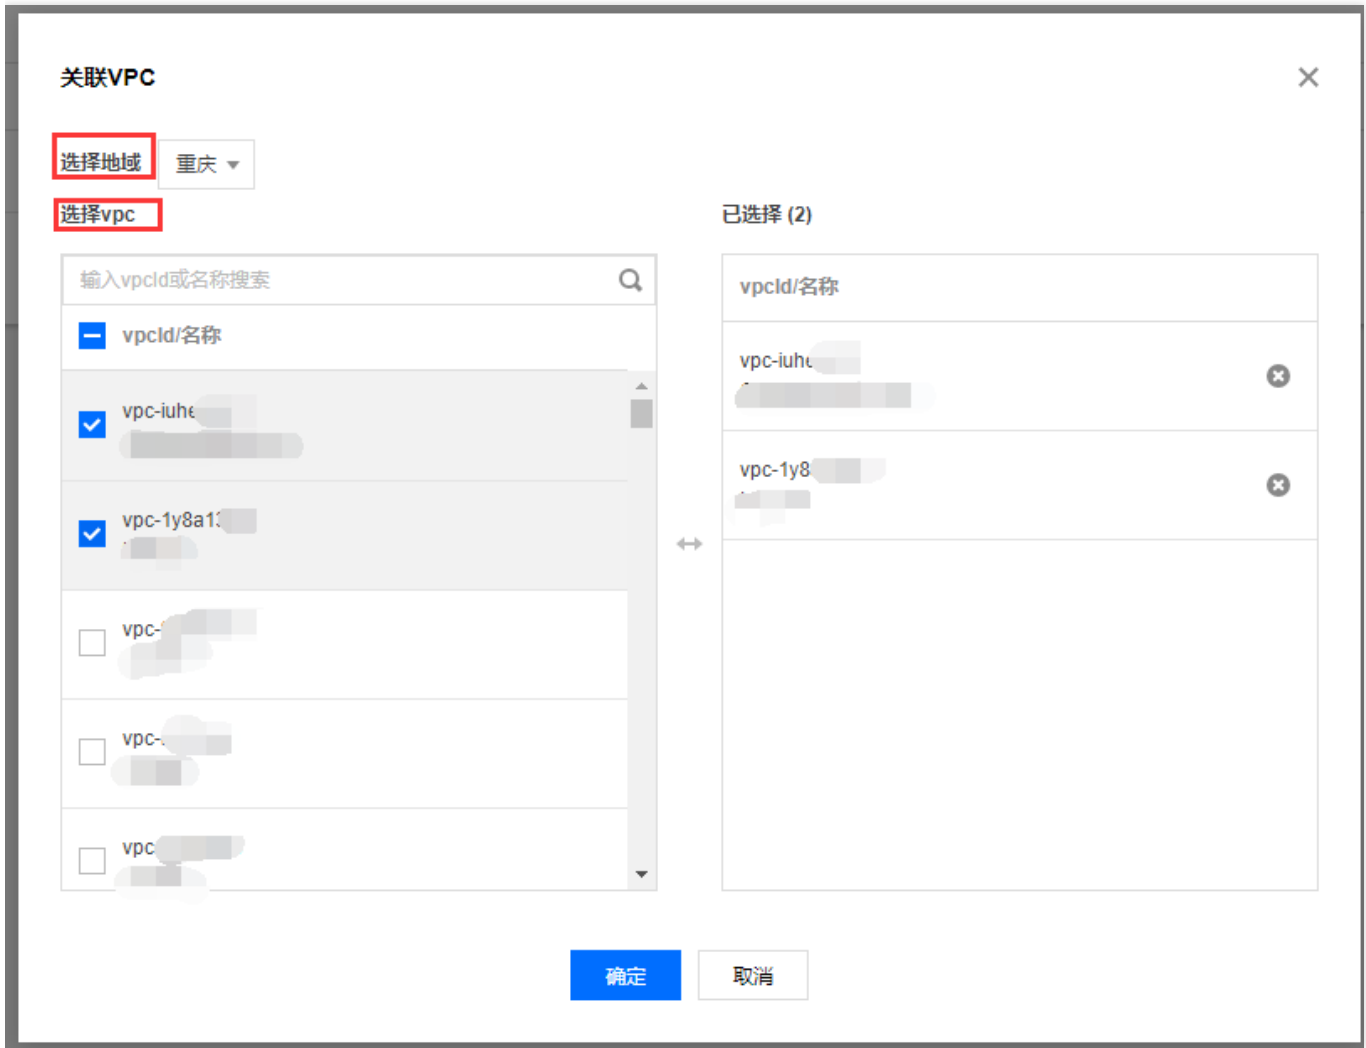 关联VPC
选择地域 重庆
选择vpc
已选择 (2)
输入vpcId或名称搜索
vpcId/名称
vpc-iuhe
vpc-1y8a13
vpc-
vpc-
vpc
vpcId/名称
vpc-iuhe
vpc-1y8
确定
取消